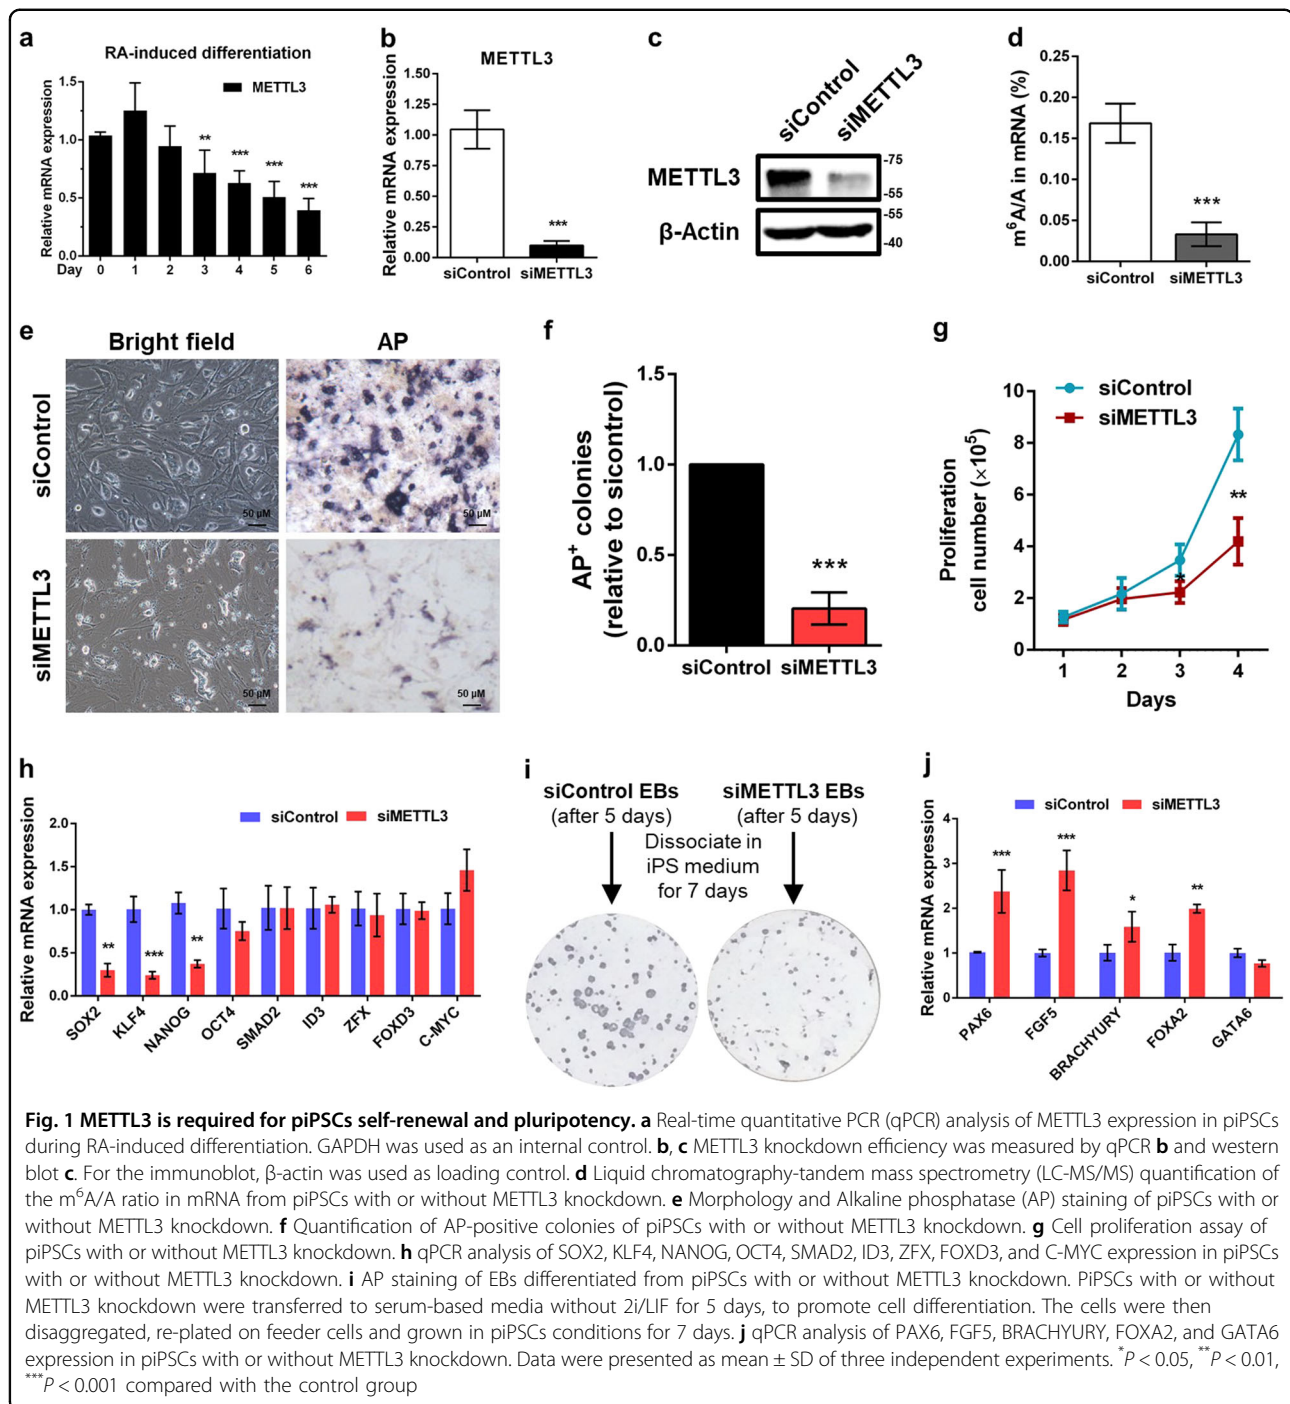 a
RA-induced differentiation
METTL3
Relative mRNA expression
1.5
1.0
0.5
0.0
** *** *** ***
Day 0 1 2 3 4 5 6
b
METTL3
Relative mRNA expression
1.50
1.25
1.00
0.75
0.50
0.25
0.00
***
siControl siMETTL3
c
siControl siMETTL3
METTL3
-75
-55
β-Actin
-55
-40
d
m⁶A/A in mRNA (%)
0.25
0.20
0.15
0.10
0.05
0.00
***
siControl siMETTL3
e
Bright field AP
siControl
50 µM 50 µM
siMETTL3
50 µM 50 µM
f
AP⁺ colonies
(relative to sicontrol)
1.5
1.0
0.5
0.0
***
siControl siMETTL3
g
siControl
siMETTL3
Proliferation
cell number (×10⁵)
10
8
6
4
2
0
* **
1 2 3 4
Days
h
siControl siMETTL3
Relative mRNA expression
2.0
1.5
1.0
0.5
0.0
** *** **
SOX2 KLF4 NANOG OCT4 SMAD2 ID3 ZFX FOXD3 C-MYC
i
siControl EBs siMETTL3 EBs
(after 5 days) (after 5 days)
Dissociate in
iPS medium
for 7 days
j
siControl siMETTL3
Relative mRNA expression
4
3
2
1
0
*** *** * **
PAX6 FGF5 BRACHYURY FOXA2 GATA6
Fig. 1 METTL3 is required for piPSCs self-renewal and pluripotency. a Real-time quantitative PCR (qPCR) analysis of METTL3 expression in piPSCs
during RA-induced differentiation. GAPDH was used as an internal control. b, c METTL3 knockdown efficiency was measured by qPCR b and western
blot c. For the immunoblot, β-actin was used as loading control. d Liquid chromatography-tandem mass spectrometry (LC-MS/MS) quantification of
the m⁶A/A ratio in mRNA from piPSCs with or without METTL3 knockdown. e Morphology and Alkaline phosphatase (AP) staining of piPSCs with or
without METTL3 knockdown. f Quantification of AP-positive colonies of piPSCs with or without METTL3 knockdown. g Cell proliferation assay of
piPSCs with or without METTL3 knockdown. h qPCR analysis of SOX2, KLF4, NANOG, OCT4, SMAD2, ID3, ZFX, FOXD3, and C-MYC expression in piPSCs
with or without METTL3 knockdown. i AP staining of EBs differentiated from piPSCs with or without METTL3 knockdown. PiPSCs with or without
METTL3 knockdown were transferred to serum-based media without 2i/LIF for 5 days, to promote cell differentiation. The cells were then
disaggregated, re-plated on feeder cells and grown in piPSCs conditions for 7 days. j qPCR analysis of PAX6, FGF5, BRACHYURY, FOXA2, and GATA6
expression in piPSCs with or without METTL3 knockdown. Data were presented as mean ± SD of three independent experiments. *P < 0.05, **P < 0.01,
***P < 0.001 compared with the control group